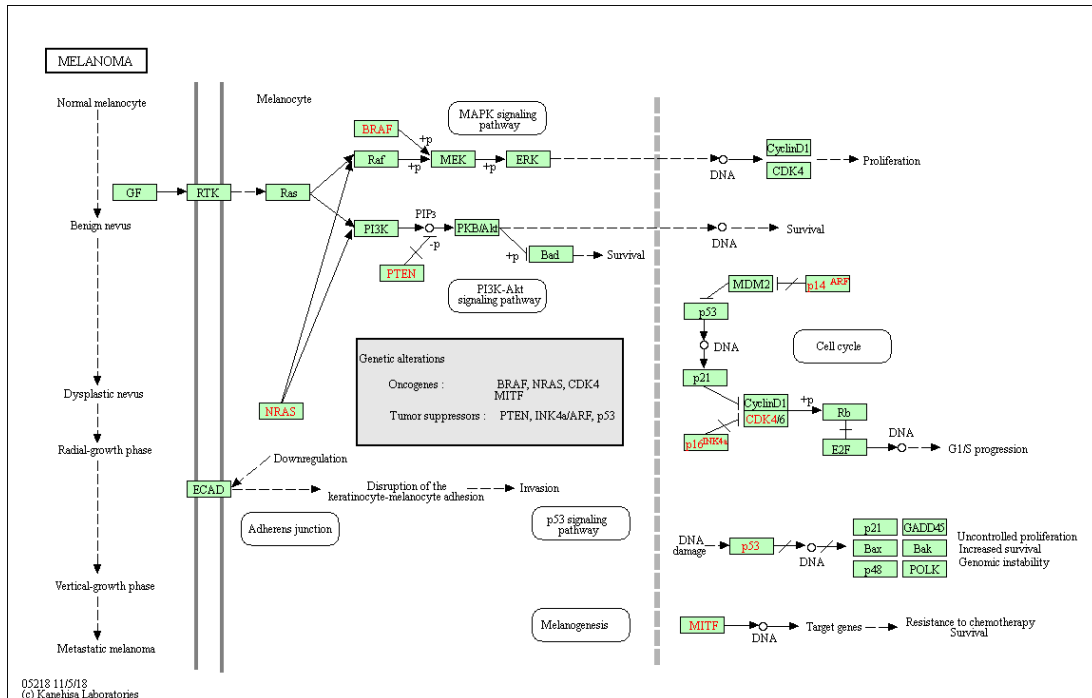 MELANOMA
Normal melanocyte
Benign nevus
Dysplastic nevus
Radial-growth phase
Vertical-growth phase
Metastatic melanoma
Melanocyte
GF
RTK
Ras
BRAF
+p
Raf
+p
MEK
+p
ERK
MAPK signaling
pathway
DNA
CyclinD1
CDK4
Proliferation
PI3K
PIP3
-p
PTEN
PKB/Akt
+p
Bad
Survival
DNA
Survival
PI3K-Akt
signaling pathway
MDM2
p14 ARF
p53
DNA
p21
Cell cycle
CyclinD1
CDK4/6
p16INK4a
+p
Rb
E2F
DNA
G1/S progression
Genetic alterations
Oncogenes : BRAF, NRAS, CDK4
MITF
Tumor suppressors : PTEN, INK4a/ARF, p53
NRAS
Downregulation
ECAD
Disruption of the
keratinocyte-melanocyte adhesion
Invasion
Adherens junction
p53 signaling
pathway
DNA
damage
p53
DNA
p21
GADD45
Bax
Bak
p48
POLK
Uncontrolled proliferation
Increased survival
Genomic instability
Melanogenesis
MITF
DNA
Target genes
Resistance to chemotherapy
Survival
05218 11/5/18
(c) Kanehisa Laboratories